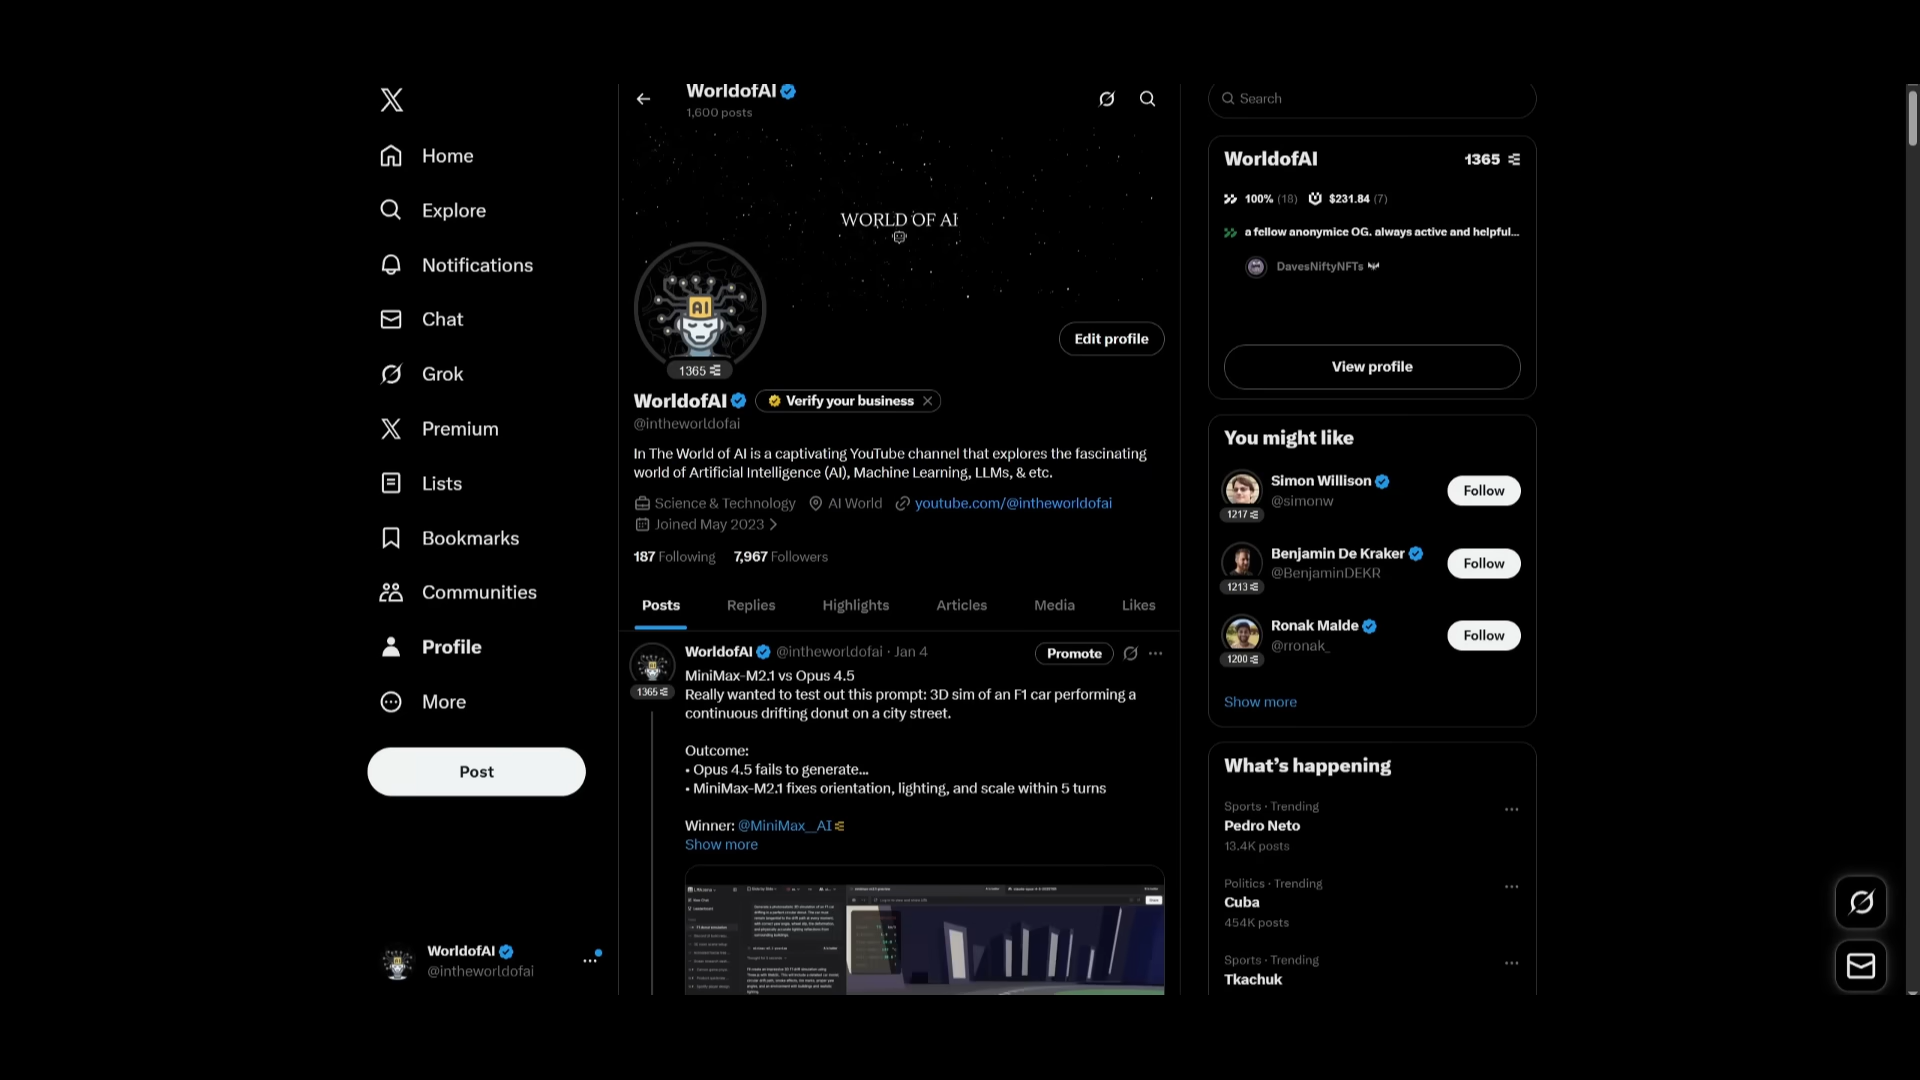 Home
Explore
Notifications
Chat
Grok
Premium
Lists
Bookmarks
Communities
Profile
More
Post
WorldofAI
@intheworldofai
WorldofAI
1,600 posts
WORLD OF AI
AI
1365
Edit profile
WorldofAI
Verify your business
@intheworldofai
In The World of AI is a captivating YouTube channel that explores the fascinating
world of Artificial Intelligence (AI), Machine Learning, LLMs, & etc.
Science & Technology AI World youtube.com/@intheworldofai
Joined May 2023
187 Following 7,967 Followers
Posts Replies Highlights Articles Media Likes
WorldofAI @intheworldofai · Jan 4
Promote
1365
MiniMax-M2.1 vs Opus 4.5
Really wanted to test out this prompt: 3D sim of an F1 car performing a
continuous drifting donut on a city street.
Outcome:
• Opus 4.5 fails to generate...
• MiniMax-M2.1 fixes orientation, lighting, and scale within 5 turns
Winner: @MiniMax__AI
Show more
Search
WorldofAI 1365
100% (18) $231.84 (7)
a fellow anonymice OG. always active and helpful...
DavesNiftyNFTs
View profile
You might like
Simon Willison
@simonw
1217
Follow
Benjamin De Kraker
@BenjaminDEKR
1213
Follow
Ronak Malde
@rronak_
1200
Follow
Show more
What's happening
Sports · Trending
Pedro Neto
13.4K posts
Politics · Trending
Cuba
454K posts
Sports · Trending
Tkachuk